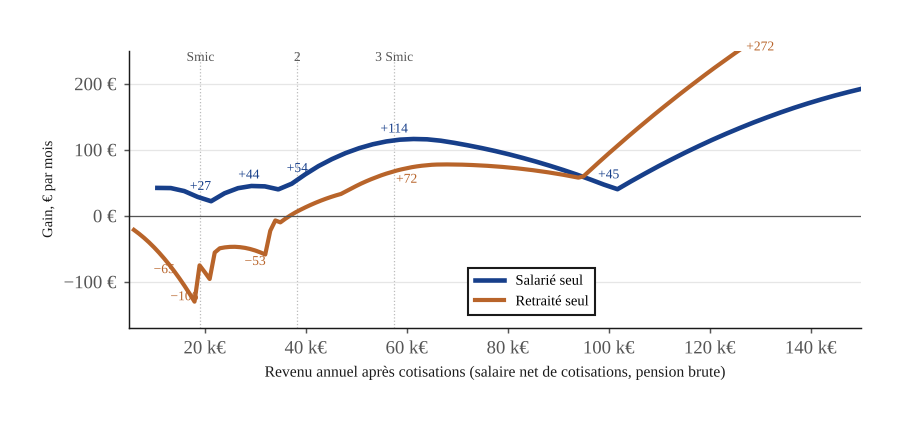 +272
Smic
2
3 Smic
200 €
+114
100 €
+54
+44
+45
+27
+72
0 €
−53
−65
−100 €
Salarié seul
Retraité seul
Gain, € par mois
20 k€
40 k€
60 k€
80 k€
100 k€
120 k€
140 k€
Revenu annuel après cotisations (salaire net de cotisations, pension brute)